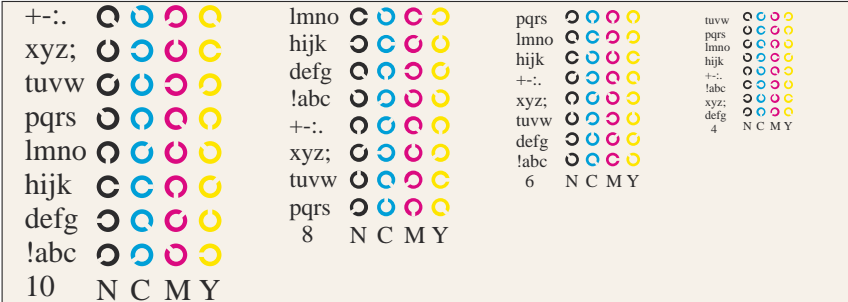 +-:.
xyz;
tuvw
pqrs
lmno
hijk
defg
!abc
10 N C M Y
lmno
hijk
defg
!abc
+-:.
xyz;
tuvw
pqrs
8 N C M Y
pqrs
lmno
hijk
+-:.
xyz;
tuvw
defg
!abc
6 N C M Y
tuvw
pqrs
lmno
hijk
+-:.
!abc
xyz;
defg
4 N C M Y